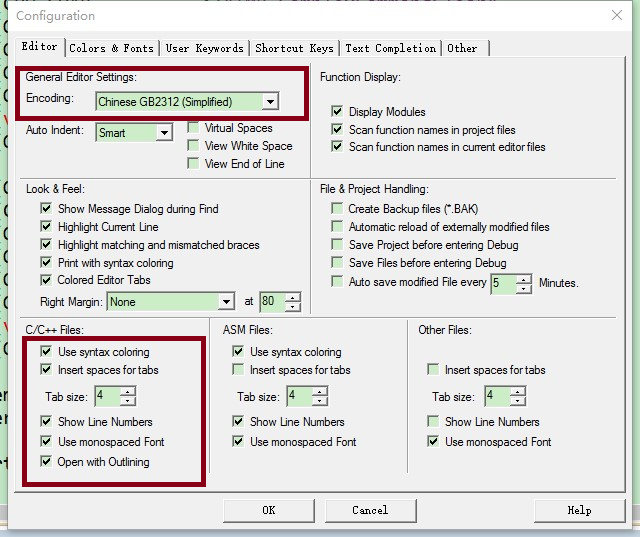 Configuration
Editor
Colors & Fonts
User Keywords
Shortcut Keys
Text Completion
Other
General Editor Settings:
Encoding: Chinese GB2312 (Simplified)
Auto Indent: Smart
Virtual Spaces
View White Space
View End of Line
Function Display:
Display Modules
Scan function names in project files
Scan function names in current editor files
Look & Feel:
Show Message Dialog during Find
Highlight Current Line
Highlight matching and mismatched braces
Print with syntax coloring
Colored Editor Tabs
Right Margin: None at 80
File & Project Handling:
Create Backup files (*.BAK)
Automatic reload of externally modified files
Save Project before entering Debug
Save Files before entering Debug
Auto save modified File every 5 Minutes.
C/C++ Files:
Use syntax coloring
Insert spaces for tabs
Tab size: 4
Show Line Numbers
Use monospaced Font
Open with Outlining
ASM Files:
Use syntax coloring
Insert spaces for tabs
Tab size: 4
Show Line Numbers
Use monospaced Font
Other Files:
Insert spaces for tabs
Tab size: 4
Show Line Numbers
Use monospaced Font
OK
Cancel
Help